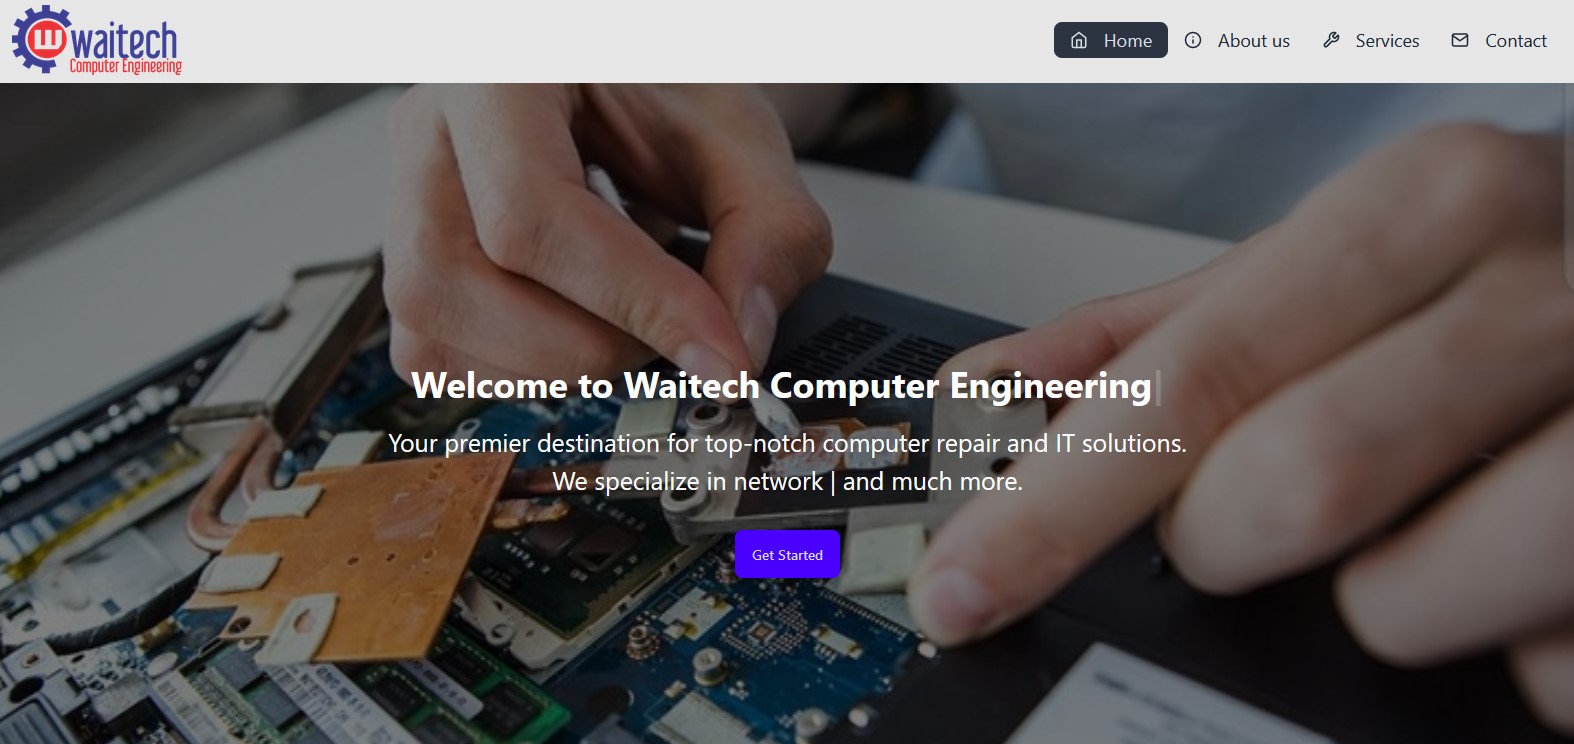 waitech
Computer Engineering
Home
About us
Services
Contact
Welcome to Waitech Computer Engineering|
Your premier destination for top-notch computer repair and IT solutions.
We specialize in network | and much more.
Get Started